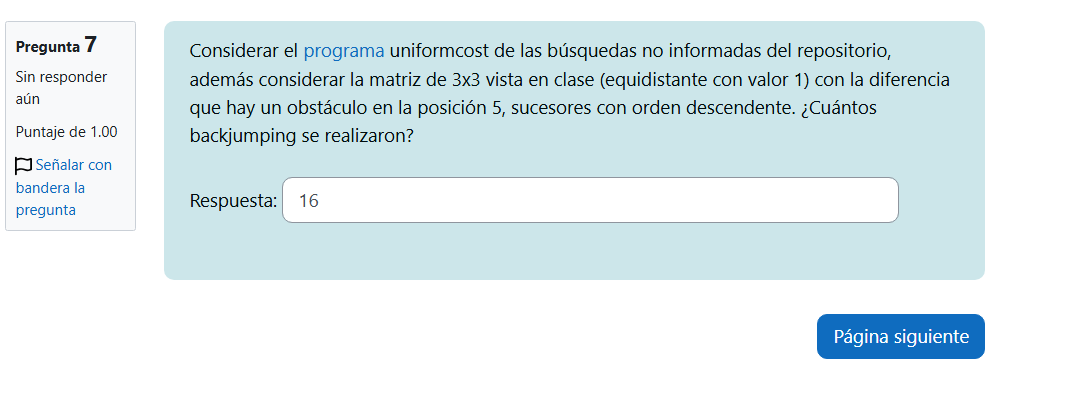 Pregunta 7
Sin responder
aún
Puntaje de 1.00
Señalar con
bandera la
pregunta
Considerar el programa uniformcost de las búsquedas no informadas del repositorio,
además considerar la matriz de 3x3 vista en clase (equidistante con valor 1) con la diferencia
que hay un obstáculo en la posición 5, sucesores con orden descendente. ¿Cuántos
backjumping se realizaron?
Respuesta: 16
Página siguiente